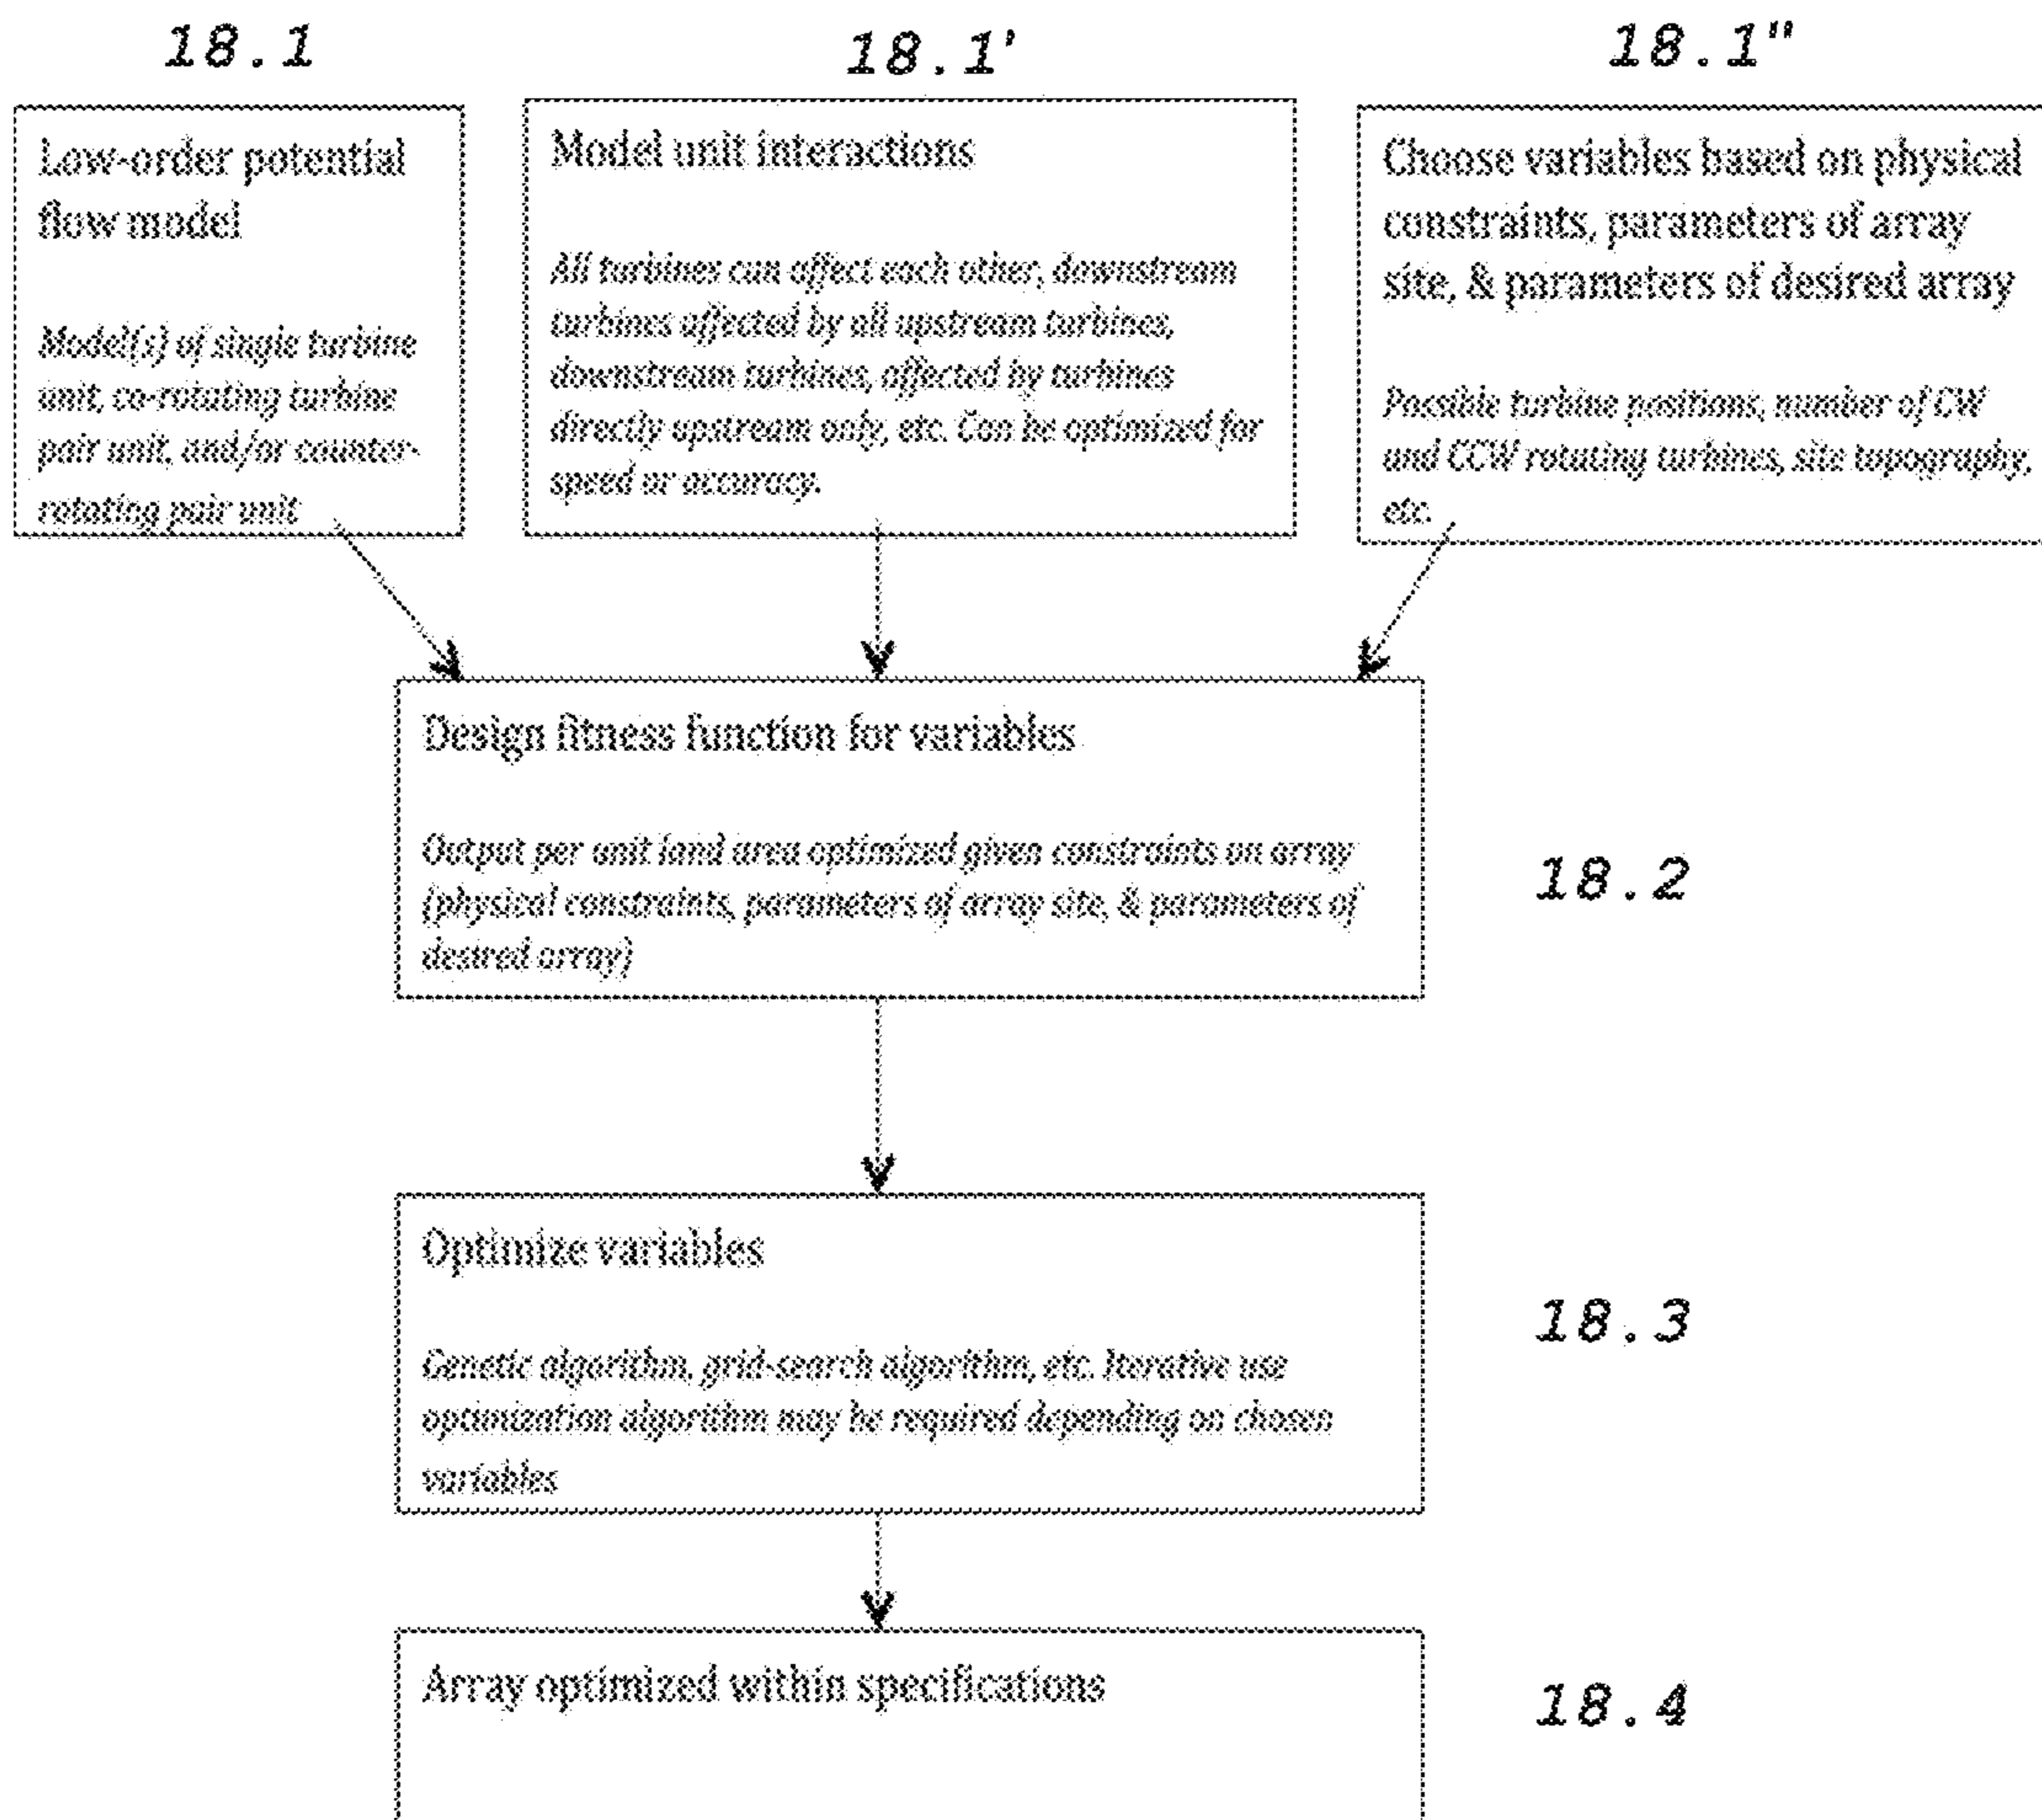 18.1
Low-order potential
flow model
Model(s) of single turbine
unit, co-rotating turbine
pair unit, and/or counter-
rotating pair unit
18.1'
Model unit interactions
All turbines can affect each other, downstream
turbines affected by all upstream turbines,
downstream turbines, affected by turbines
directly upstream only, etc. Can be optimized for
speed or accuracy.
18.1"
Choose variables based on physical
constraints, parameters of array
site, & parameters of desired array
Possible turbine positions, number of CW
and CCW rotating turbines, site topography,
etc.
Design fitness function for variables
Output per unit land area optimized given constraints on array
(physical constraints, parameters of array site, & parameters of
desired array)
18.2
Optimize variables
Genetic algorithm, grid-search algorithm, etc. Iterative use
optimization algorithm may be required depending on chosen
variables
18.3
Array optimized within specifications
18.4